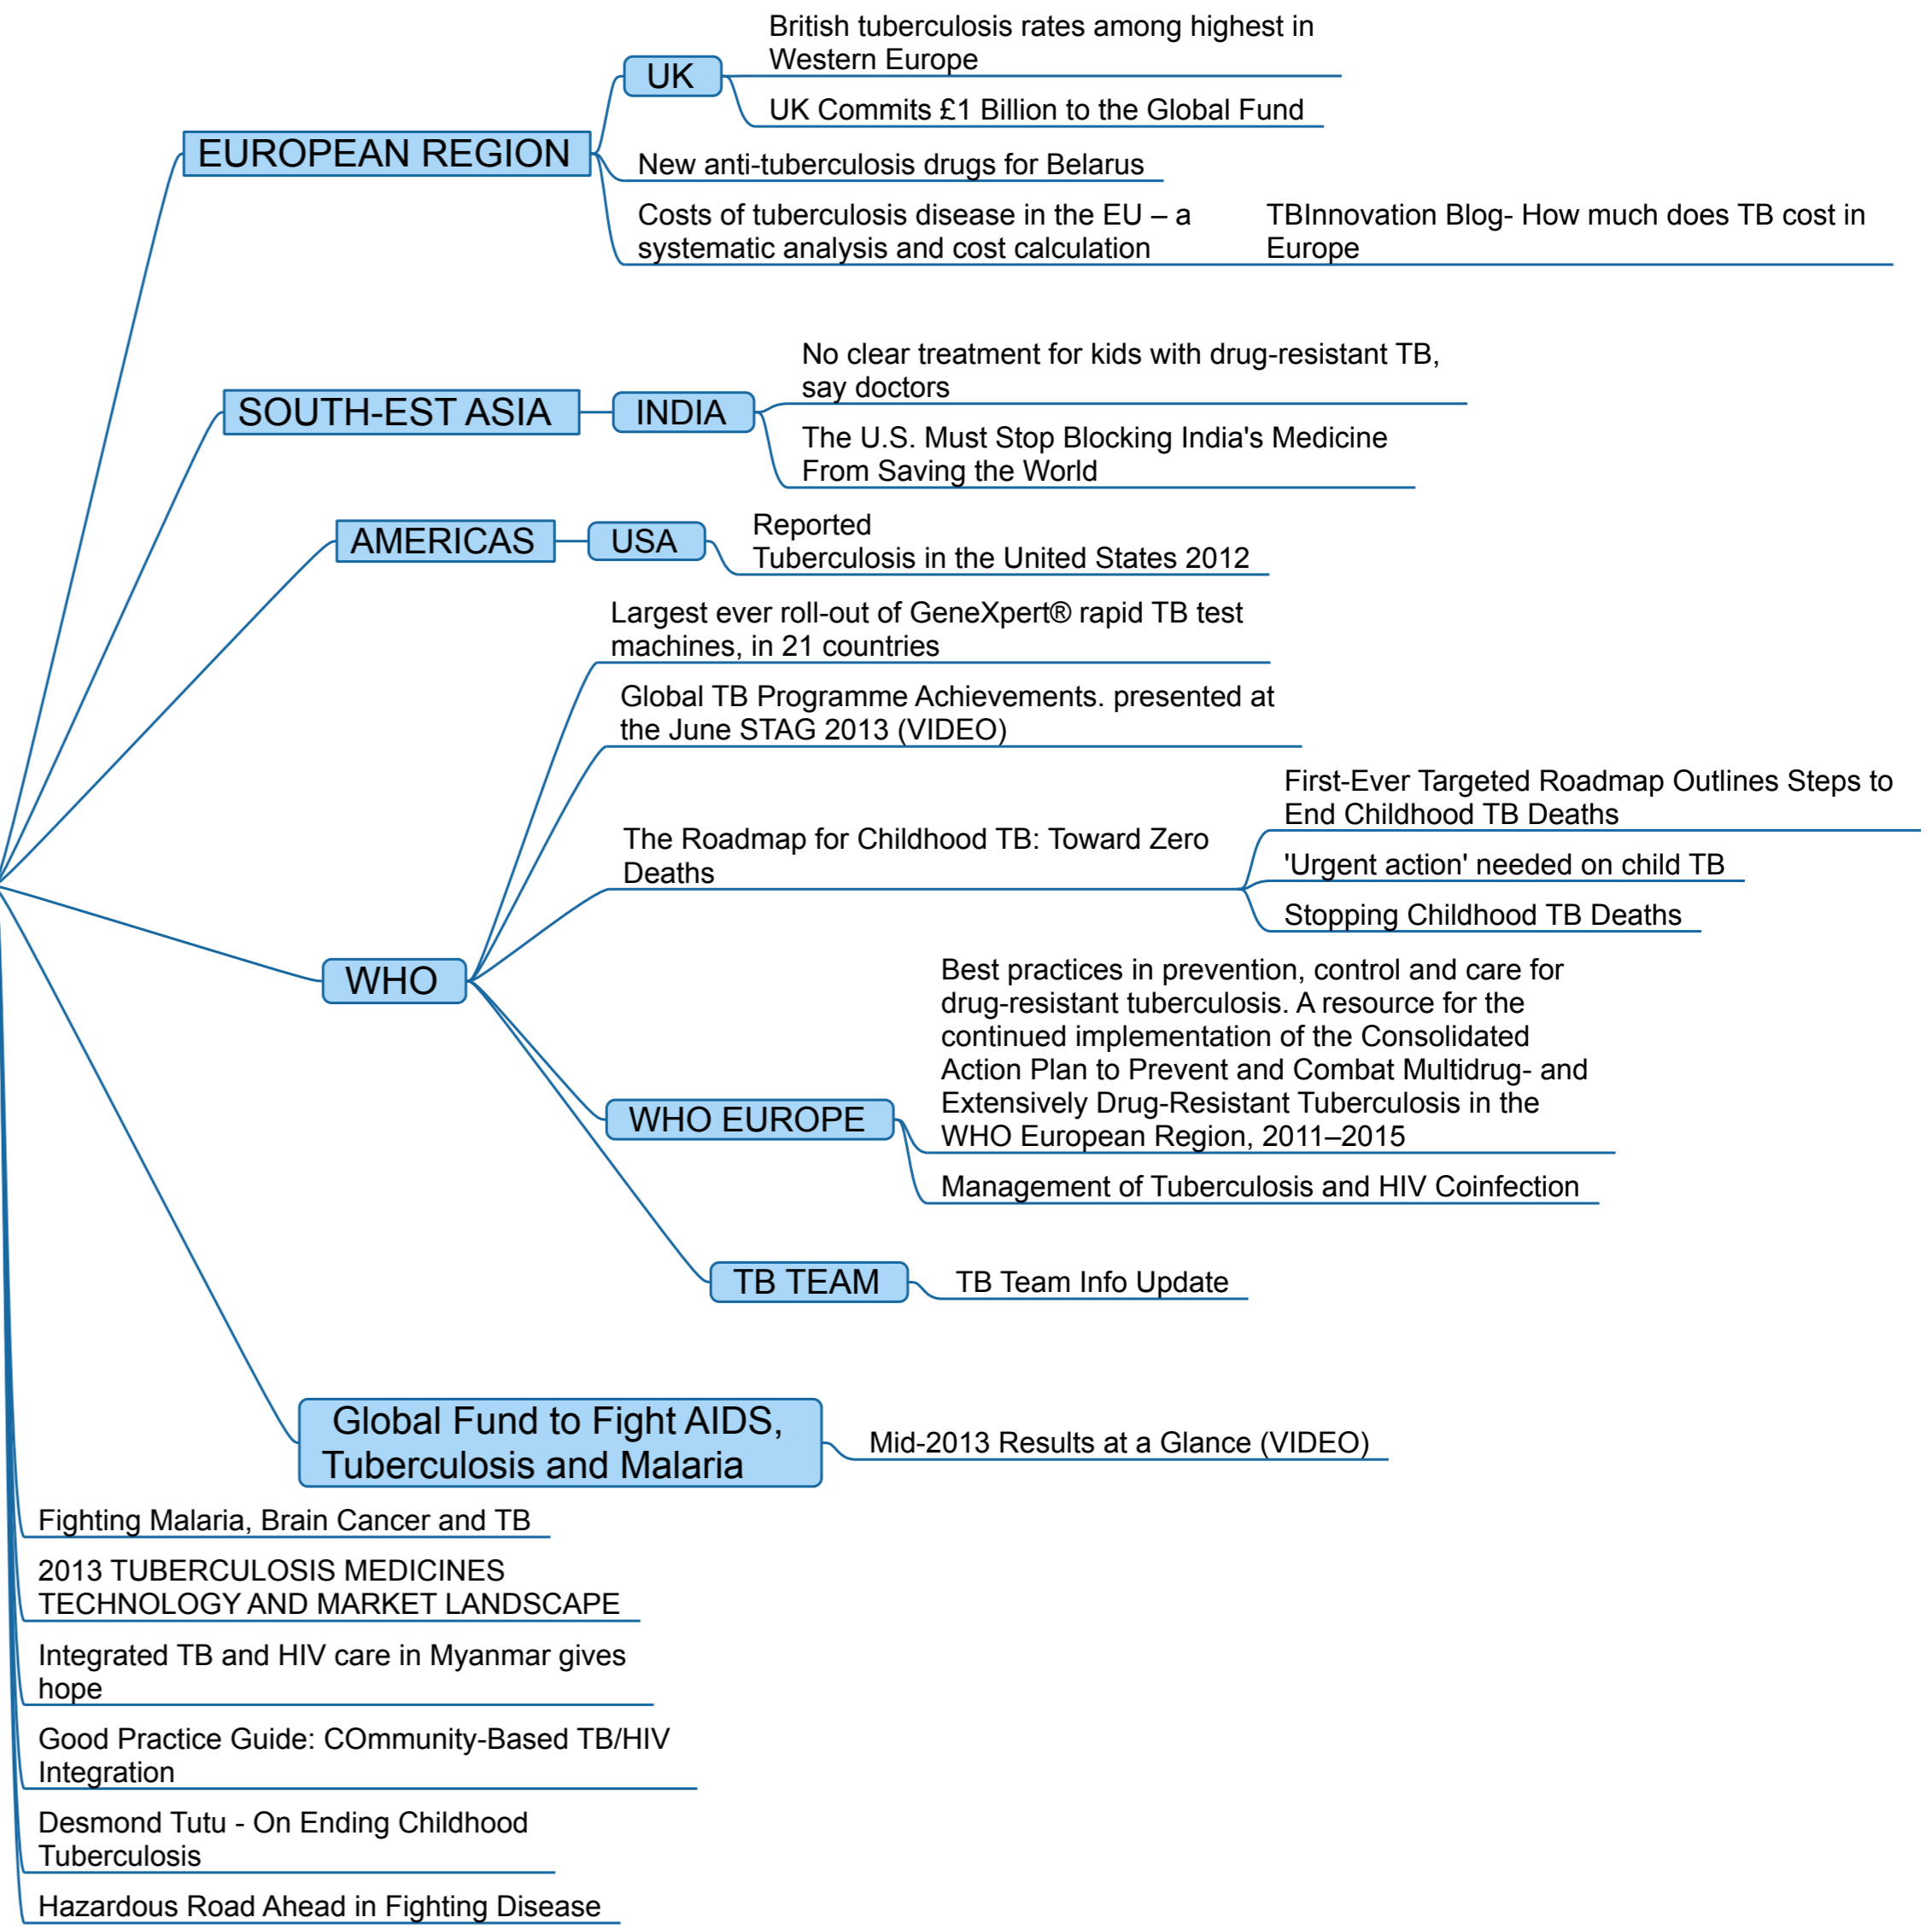 British tuberculosis rates among highest in
Western Europe
UK
UK Commits £1 Billion to the Global Fund
EUROPEAN REGION
New anti-tuberculosis drugs for Belarus
Costs of tuberculosis disease in the EU – a
systematic analysis and cost calculation
TBInnovation Blog- How much does TB cost in
Europe
No clear treatment for kids with drug-resistant TB,
say doctors
SOUTH-EST ASIA
INDIA
The U.S. Must Stop Blocking India's Medicine
From Saving the World
AMERICAS
USA
Reported
Tuberculosis in the United States 2012
Largest ever roll-out of GeneXpert® rapid TB test
machines, in 21 countries
Global TB Programme Achievements. presented at
the June STAG 2013 (VIDEO)
The Roadmap for Childhood TB: Toward Zero
Deaths
First-Ever Targeted Roadmap Outlines Steps to
End Childhood TB Deaths
'Urgent action' needed on child TB
Stopping Childhood TB Deaths
WHO
Best practices in prevention, control and care for
drug-resistant tuberculosis. A resource for the
continued implementation of the Consolidated
Action Plan to Prevent and Combat Multidrug- and
Extensively Drug-Resistant Tuberculosis in the
WHO European Region, 2011–2015
WHO EUROPE
Management of Tuberculosis and HIV Coinfection
TB TEAM
TB Team Info Update
Global Fund to Fight AIDS,
Tuberculosis and Malaria
Mid-2013 Results at a Glance (VIDEO)
Fighting Malaria, Brain Cancer and TB
2013 TUBERCULOSIS MEDICINES
TECHNOLOGY AND MARKET LANDSCAPE
Integrated TB and HIV care in Myanmar gives
hope
Good Practice Guide: COmmunity-Based TB/HIV
Integration
Desmond Tutu - On Ending Childhood
Tuberculosis
Hazardous Road Ahead in Fighting Disease